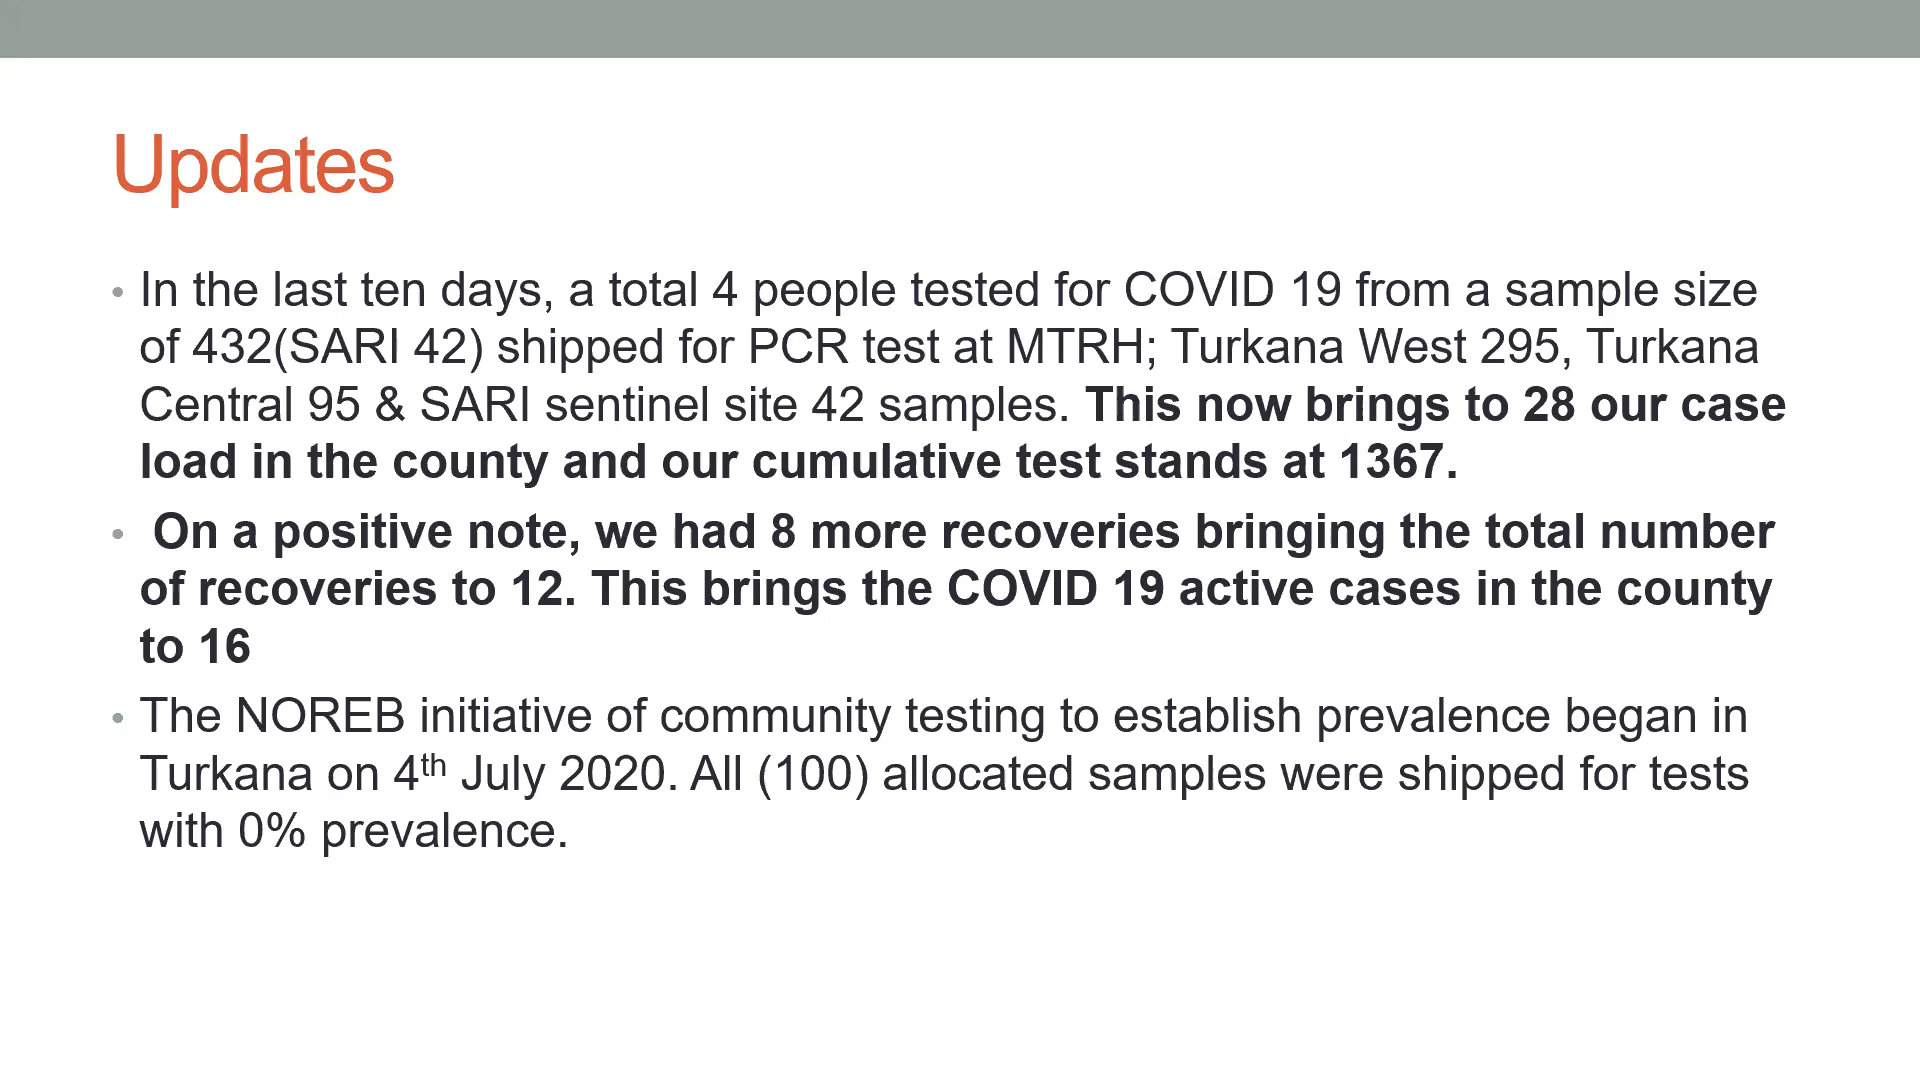 Updates
• In the last ten days, a total 4 people tested for COVID 19 from a sample size
of 432(SARI 42) shipped for PCR test at MTRH; Turkana West 295, Turkana
Central 95 & SARI sentinel site 42 samples. This now brings to 28 our case
load in the county and our cumulative test stands at 1367.
• On a positive note, we had 8 more recoveries bringing the total number
of recoveries to 12. This brings the COVID 19 active cases in the county
to 16
• The NOREB initiative of community testing to establish prevalence began in
Turkana on 4th July 2020. All (100) allocated samples were shipped for tests
with 0% prevalence.